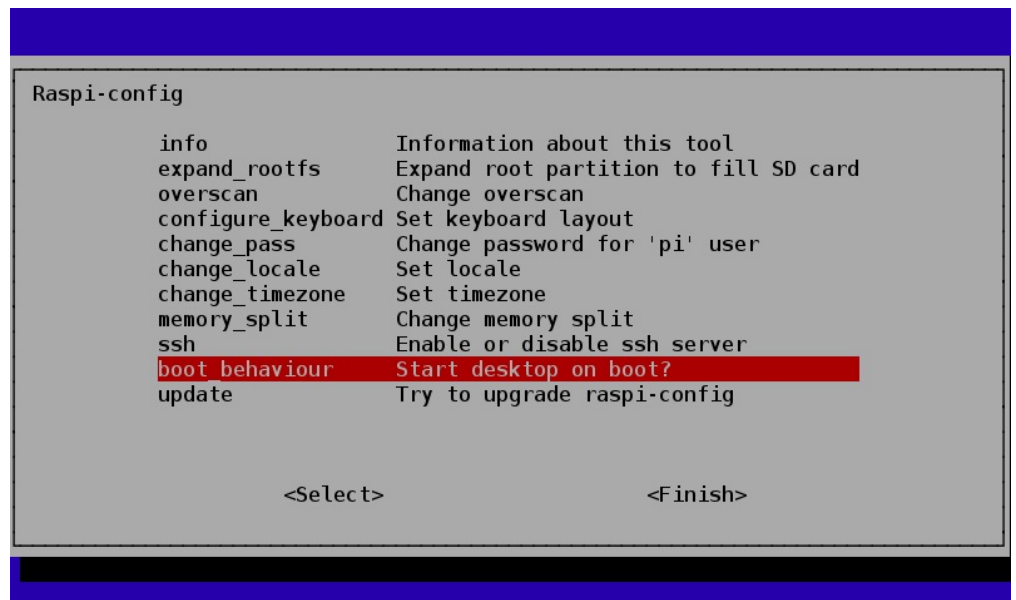 Raspi-config
info Information about this tool
expand_rootfs Expand root partition to fill SD card
overscan Change overscan
configure_keyboard Set keyboard layout
change_pass Change password for 'pi' user
change_locale Set locale
change_timezone Set timezone
memory_split Change memory split
ssh Enable or disable ssh server
boot_behaviour Start desktop on boot?
update Try to upgrade raspi-config
<Select> <Finish>